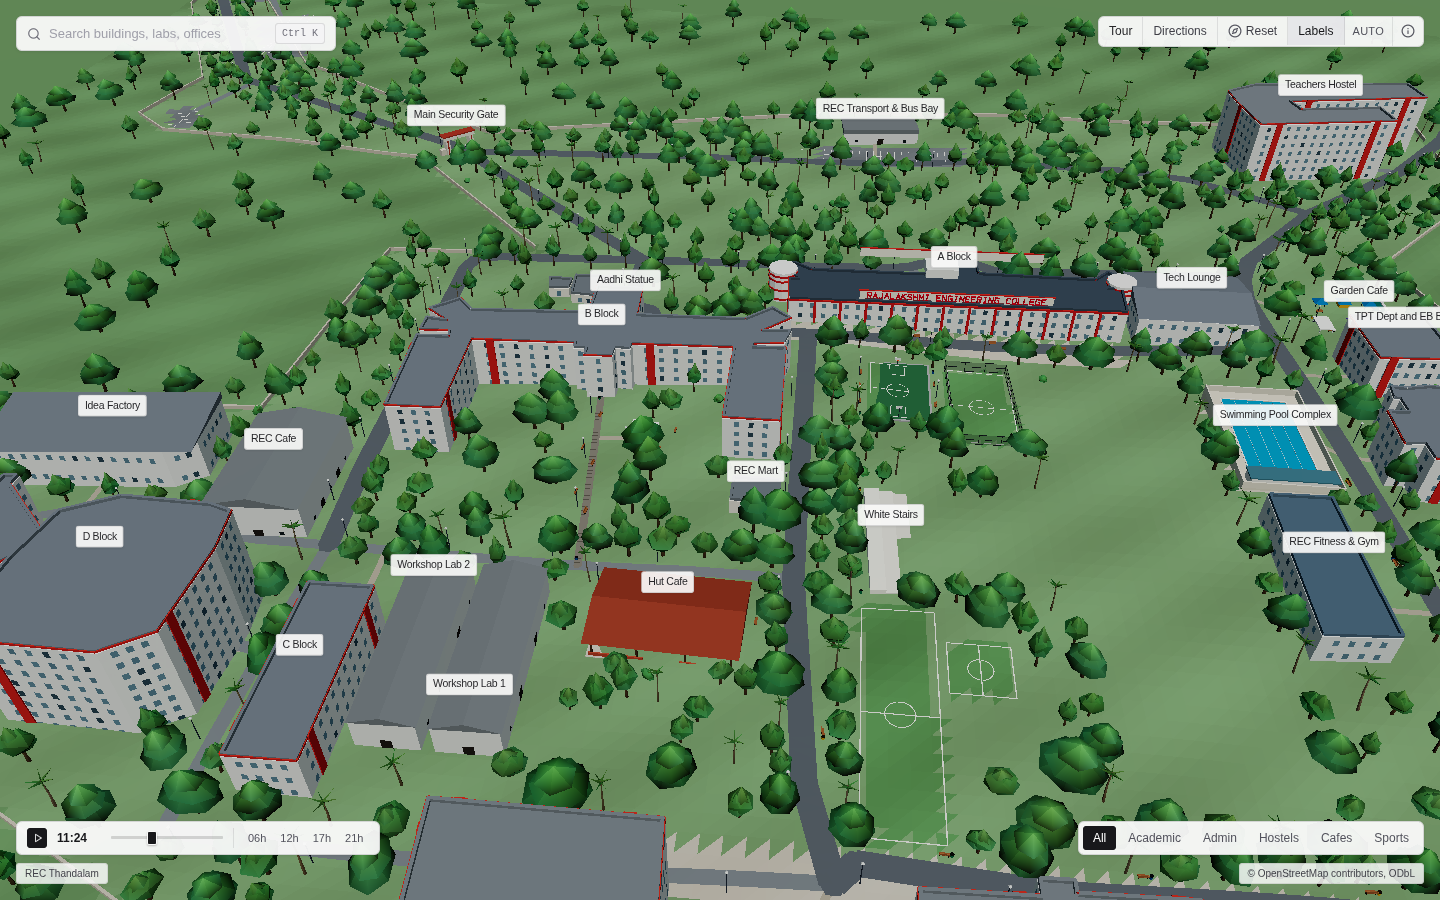 Search buildings, labs, offices
Ctrl K
Tour
Directions
Reset
Labels
AUTO
Teachers Hostel
Main Security Gate
REC Transport & Bus Bay
A Block
Aadhi Statue
Tech Lounge
Garden Cafe
B Block
TPT Dept and EB
RAJALAKSHMI ENGINEERING COLLEGE
Idea Factory
Swimming Pool Complex
REC Cafe
REC Mart
White Stairs
D Block
REC Fitness & Gym
Workshop Lab 2
Hut Cafe
C Block
Workshop Lab 1
11:24
06h
12h
17h
21h
All
Academic
Admin
Hostels
Cafes
Sports
REC Thandalam
© OpenStreetMap contributors, ODbL